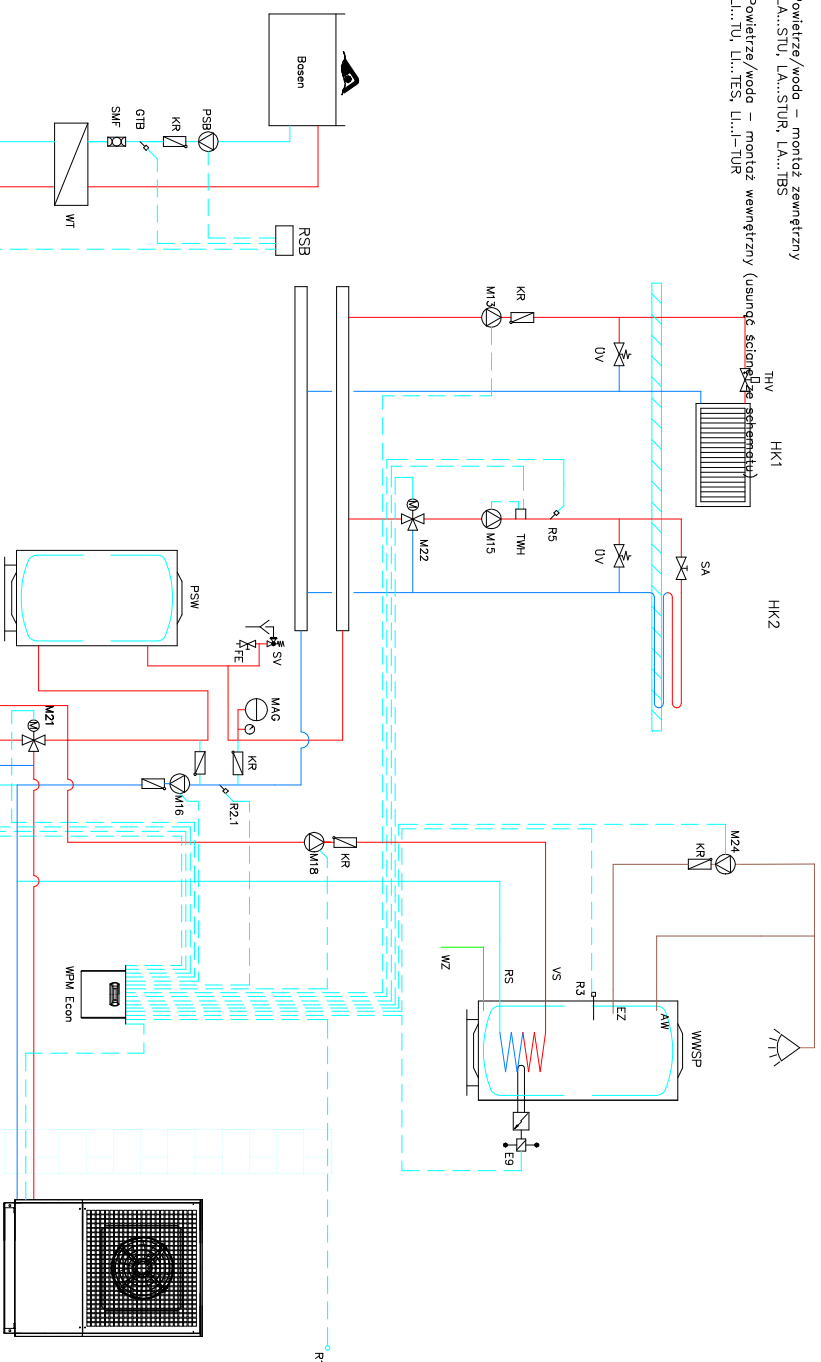 Powietrze/woda – montaż zewnętrzny
LA...STU, LA...STUR, LA...TBS
Powietrze/woda – montaż wewnętrzny (usunąć ścianę ze schematu)
LI...TU, LI...TES, LI...I–TUR
Basen
PSB
KR
GTB
SMF
WT
RSB
HK1
THV
KR
M13
ÜV
HK2
SA
ÜV
R5
TWH
M15
M
M22
PSW
SV
FE
MAG
KR
M21
M
M16
R2.1
M18
KR
M24
KR
WPM Econ
WZ
RS
VS
R3
EZ
AW
WWSP
E9